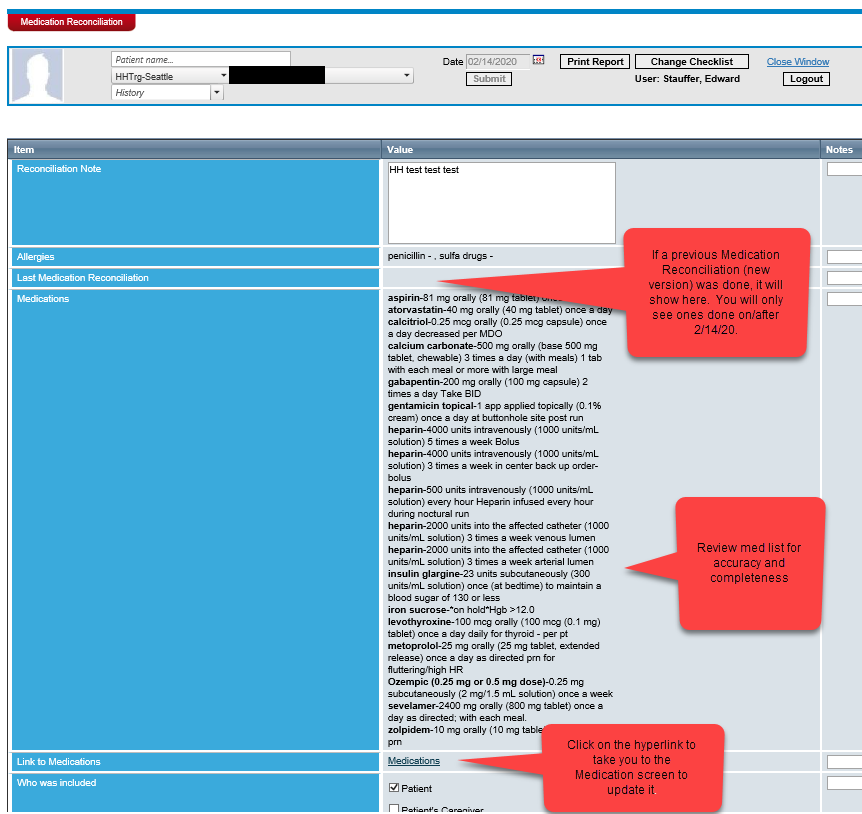 Medication Reconciliation
Patient name...
HHTrg-Seattle
History
Date 02/14/2020
Submit
Print Report
Change Checklist
User: Stauffer, Edward
Close Window
Logout
Item Value Notes
Reconciliation Note
HH test test test
Allergies
penicillin - , sulfa drugs -
Last Medication Reconciliation
If a previous Medication
Reconciliation (new
version) was done, it will
show here. You will only
see ones done on/after
2/14/20.
Medications
aspirin-81 mg orally (81 mg tablet)
atorvastatin-40 mg orally (40 mg tablet) once a day
calcitriol-0.25 mcg orally (0.25 mcg capsule) once
a day decreased per MDO
calcium carbonate-500 mg orally (base 500 mg
tablet, chewable) 3 times a day (with meals) 1 tab
with each meal or more with large meal
gabapentin-200 mg orally (100 mg capsule) 2
times a day Take BID
gentamicin topical-1 app applied topically (0.1%
cream) once a day at buttonhole site post run
heparin-4000 units intravenously (1000 units/mL
solution) 5 times a week Bolus
heparin-4000 units intravenously (1000 units/mL
solution) 3 times a week in center back up order-
bolus
heparin-500 units intravenously (1000 units/mL
solution) every hour Heparin infused every hour
during noctural run
heparin-2000 units into the affected catheter (1000
units/mL solution) 3 times a week venous lumen
heparin-2000 units into the affected catheter (1000
units/mL solution) 3 times a week arterial lumen
insulin glargine-23 units subcutaneously (300
units/mL solution) once (at bedtime) to maintain a
blood sugar of 130 or less
iron sucrose-*on hold*Hgb >12.0
levothyroxine-100 mcg orally (100 mcg (0.1 mg)
tablet) once a day daily for thyroid - per pt
metoprolol-25 mg orally (25 mg tablet, extended
release) once a day as directed prn for
fluttering/high HR
Ozempic (0.25 mg or 0.5 mg dose)-0.25 mg
subcutaneously (2 mg/1.5 mL solution) once a week
sevelamer-2400 mg orally (800 mg tablet) once a
day as directed; with each meal.
zolpidem-10 mg orally (10 mg
prn
Review med list for
accuracy and
completeness
Link to Medications
Medications
Click on the hyperlink to
take you to the
Medication screen to
update it
Who was included
Patient
Patient's Caregiver